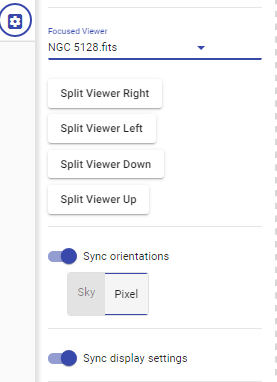 Focused Viewer
NGC 5128.fits
Split Viewer Right
Split Viewer Left
Split Viewer Down
Split Viewer Up
Sync orientations
Sky Pixel
Sync display settings